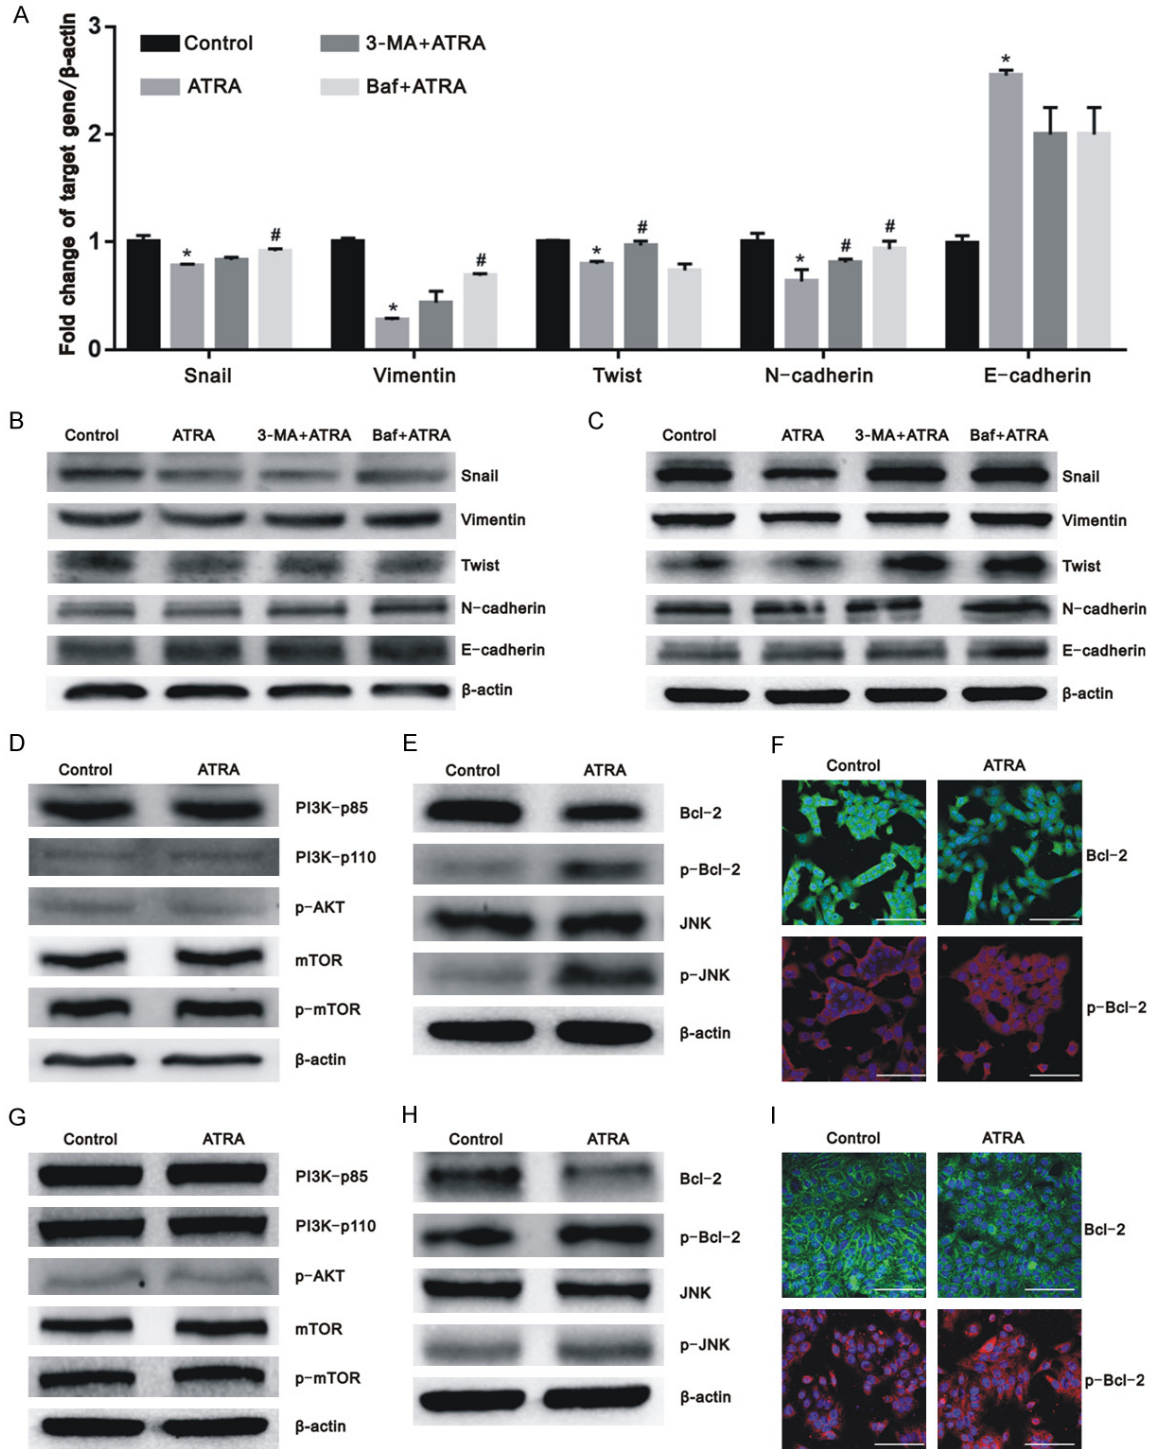 A
Fold change of target gene/β-actin
3
2
1
0
Control
3-MA+ATRA
ATRA
Baf+ATRA
* #
* #
* #
* # #
*
Snail Vimentin Twist N-cadherin E-cadherin
B
Control ATRA 3-MA+ATRA Baf+ATRA
Snail
Vimentin
Twist
N-cadherin
E-cadherin
β-actin
C
Control ATRA 3-MA+ATRA Baf+ATRA
Snail
Vimentin
Twist
N-cadherin
E-cadherin
β-actin
D
Control ATRA
PI3K-p85
PI3K-p110
p-AKT
mTOR
p-mTOR
β-actin
E
Control ATRA
Bcl-2
p-Bcl-2
JNK
p-JNK
β-actin
F
Control ATRA
Bcl-2
p-Bcl-2
G
Control ATRA
PI3K-p85
PI3K-p110
p-AKT
mTOR
p-mTOR
β-actin
H
Control ATRA
Bcl-2
p-Bcl-2
JNK
p-JNK
β-actin
I
Control ATRA
Bcl-2
p-Bcl-2